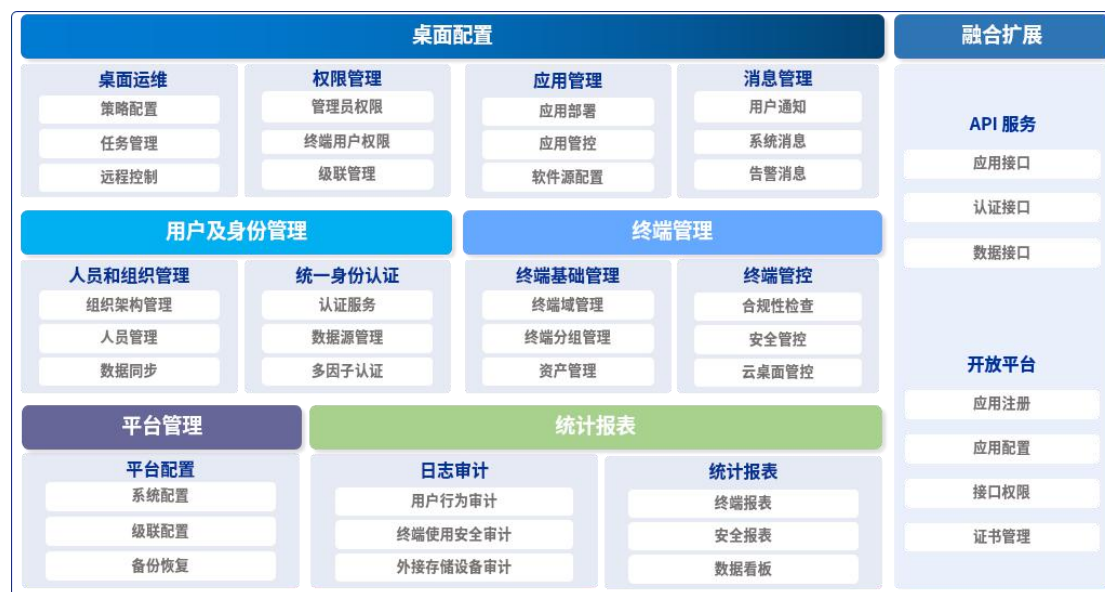 桌面配置
桌面运维
策略配置
任务管理
远程控制
权限管理
管理员权限
终端用户权限
级联管理
应用管理
应用部署
应用管控
软件源配置
消息管理
用户通知
系统消息
告警消息
用户及身份管理
人员和组织管理
组织架构管理
人员管理
数据同步
统一身份认证
认证服务
数据源管理
多因子认证
终端管理
终端基础管理
终端域管理
终端分组管理
资产管理
终端管控
合规性检查
安全管控
云桌面管控
平台管理
平台配置
系统配置
级联配置
备份恢复
统计报表
日志审计
用户行为审计
终端使用安全审计
外接存储设备审计
统计报表
终端报表
安全报表
数据看板
融合扩展
API 服务
应用接口
认证接口
数据接口
开放平台
应用注册
应用配置
接口权限
证书管理